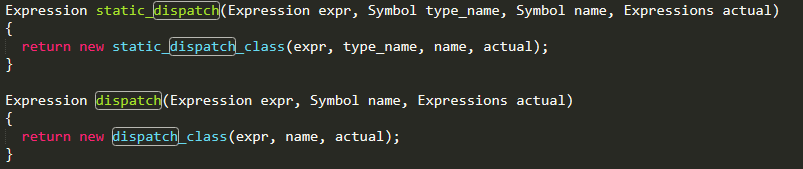 Expression static_dispatch(Expression expr, Symbol type_name, Symbol name, Expressions actual)
{
  return new static_dispatch_class(expr, type_name, name, actual);
}

Expression dispatch(Expression expr, Symbol name, Expressions actual)
{
  return new dispatch_class(expr, name, actual);
}